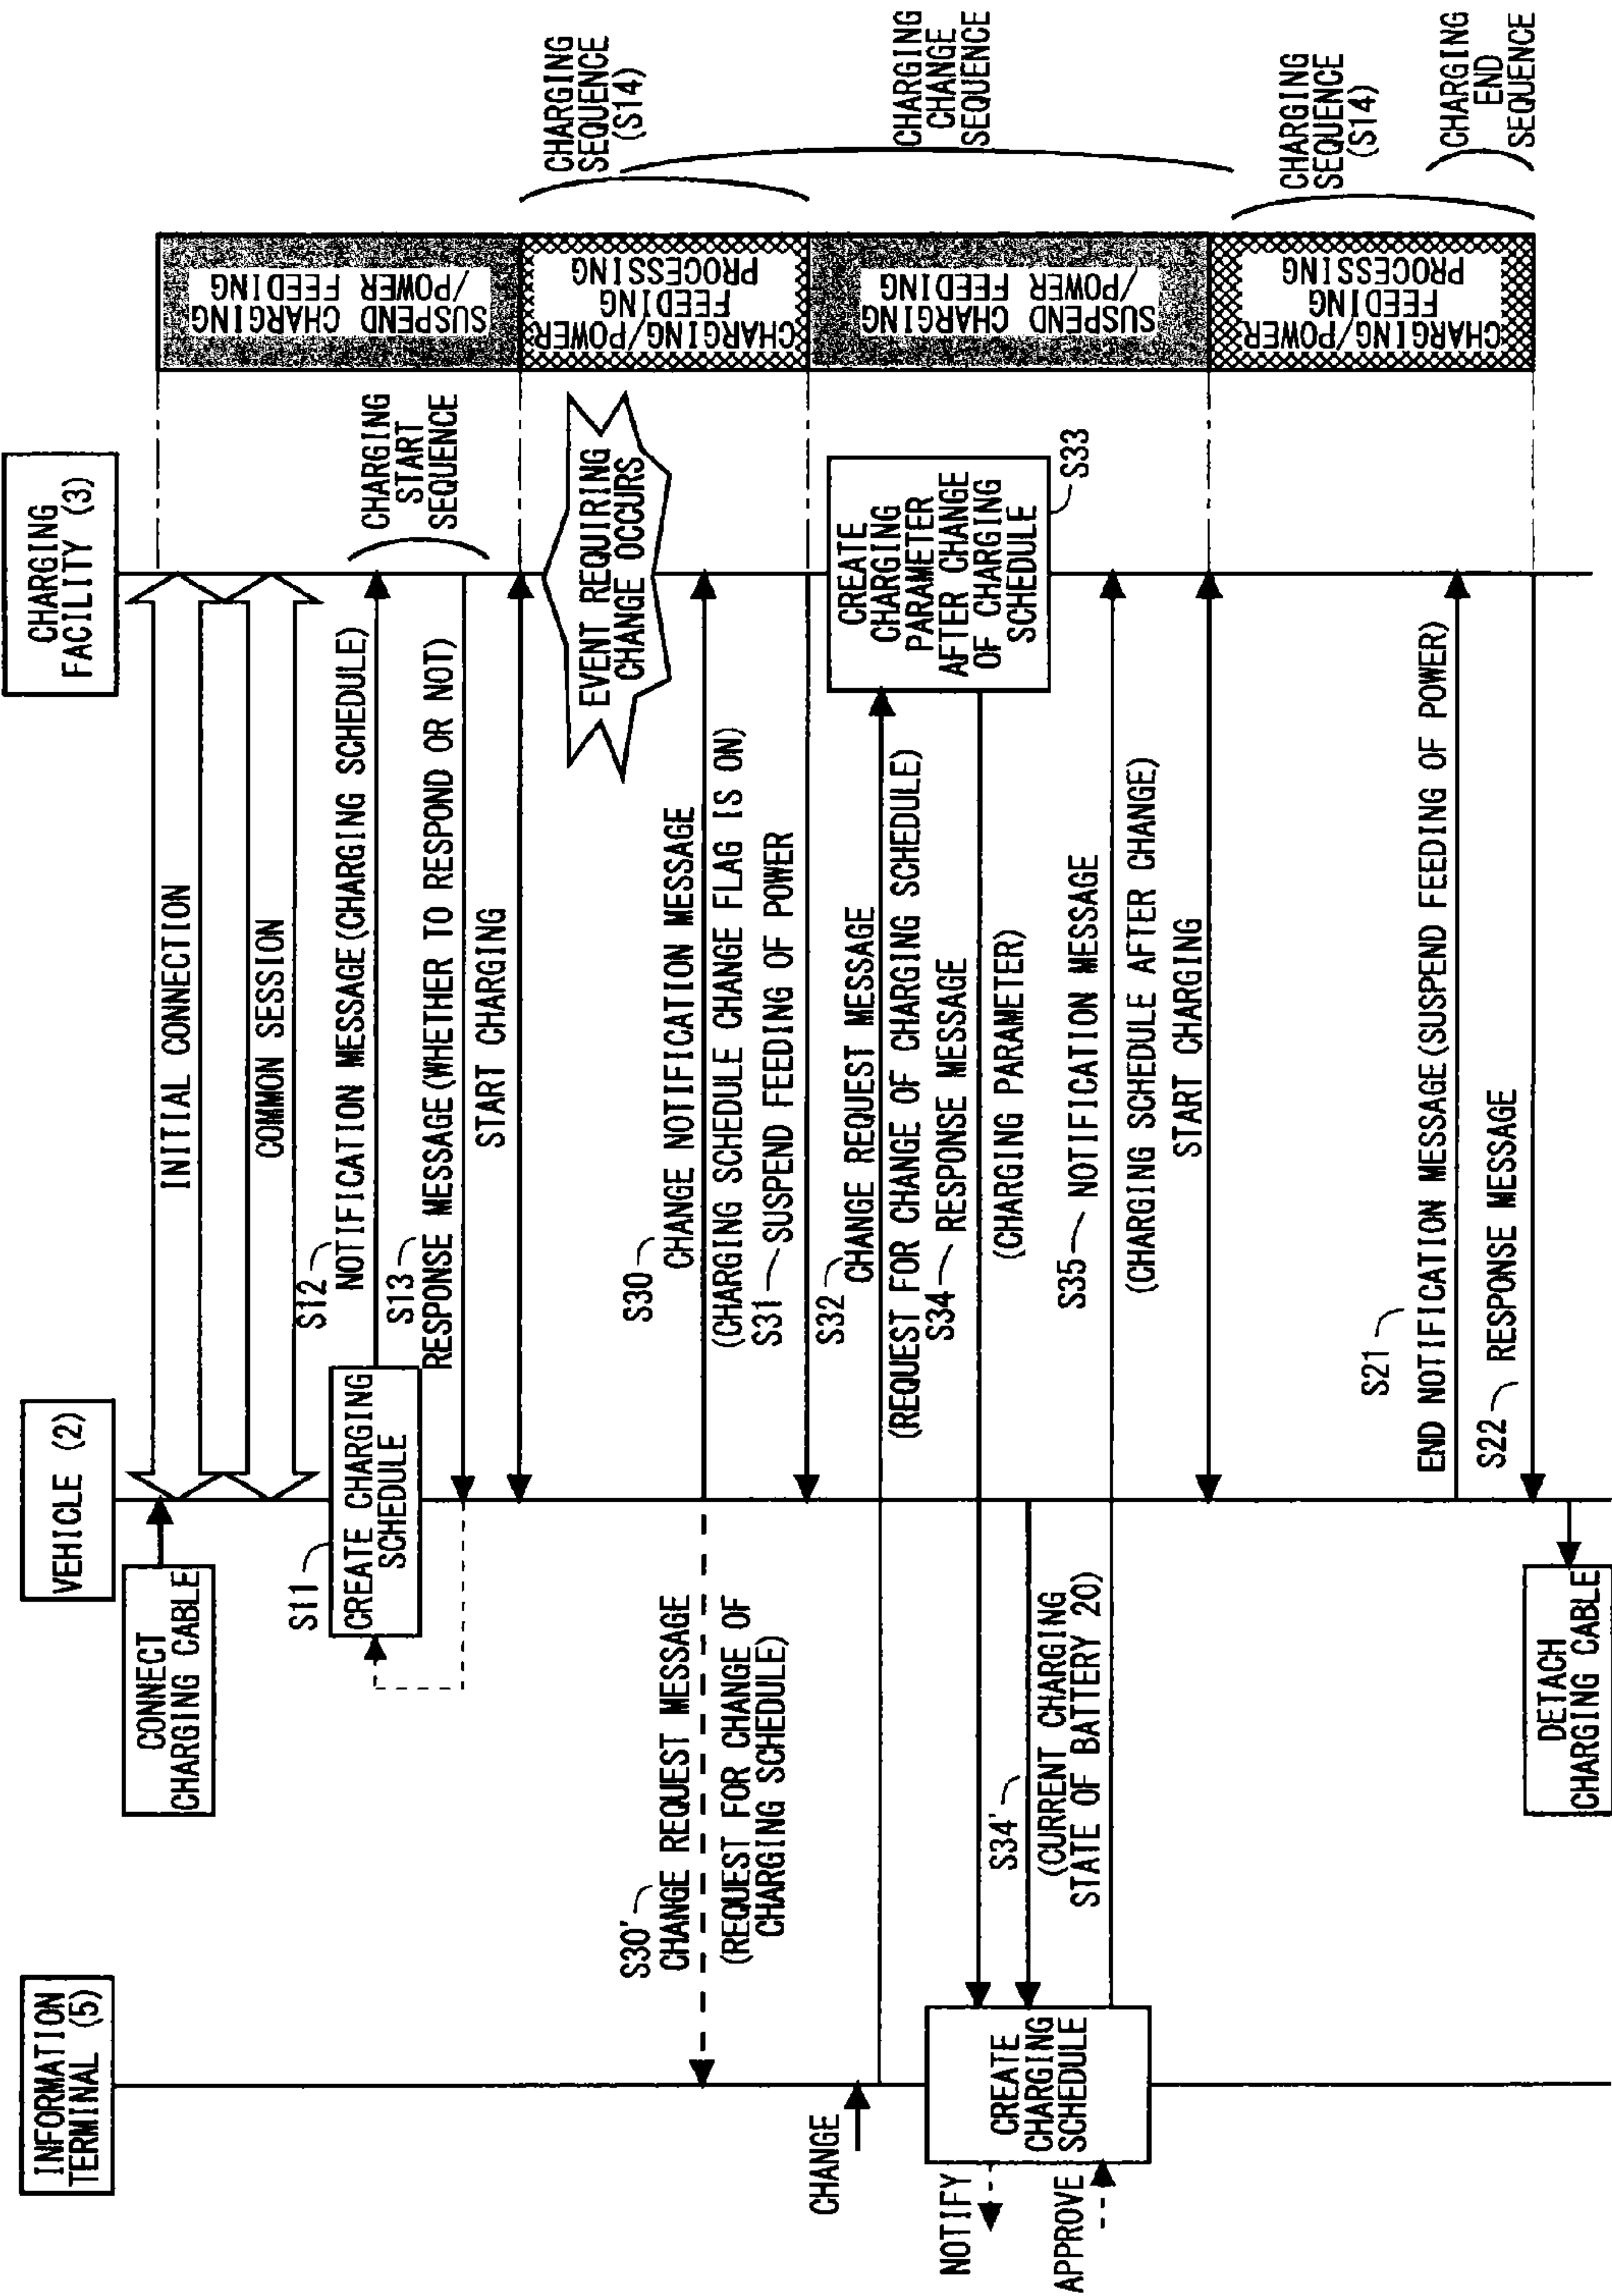 INFORMATION
TERMINAL (5)
VEHICLE (2)
CHARGING
FACILITY (3)
CONNECT
CHARGING CABLE
INITIAL CONNECTION
COMMON SESSION
S11
CREATE CHARGING
SCHEDULE
S12
NOTIFICATION MESSAGE(CHARGING SCHEDULE)
S13
RESPONSE MESSAGE(WHETHER TO RESPOND OR NOT)
START CHARGING
CHARGING
START
SEQUENCE
SUSPEND CHARGING
/POWER FEEDING
EVENT REQUIRING
CHANGE OCCURS
CHARGING/POWER
FEEDING
PROCESSING
CHARGING
SEQUENCE
(S14)
S30'
CHANGE REQUEST MESSAGE
(REQUEST FOR CHANGE OF
CHARGING SCHEDULE)
S30
CHANGE NOTIFICATION MESSAGE
(CHARGING SCHEDULE CHANGE FLAG IS ON)
S31
SUSPEND FEEDING OF POWER
CHANGE
S32
CHANGE REQUEST MESSAGE
(REQUEST FOR CHANGE OF CHARGING SCHEDULE)
CREATE
CHARGING
PARAMETER
AFTER CHANGE
OF CHARGING
SCHEDULE
S33
SUSPEND CHARGING
/POWER FEEDING
CHARGING
CHANGE
SEQUENCE
S34
RESPONSE MESSAGE
(CHARGING PARAMETER)
NOTIFY
CREATE
CHARGING
SCHEDULE
APPROVE
S34'
(CURRENT CHARGING
STATE OF BATTERY 20)
S35
NOTIFICATION MESSAGE
(CHARGING SCHEDULE AFTER CHANGE)
START CHARGING
CHARGING/POWER
FEEDING
PROCESSING
CHARGING
SEQUENCE
(S14)
S21
END NOTIFICATION MESSAGE(SUSPEND FEEDING OF POWER)
S22
RESPONSE MESSAGE
CHARGING
END
SEQUENCE
DETACH
CHARGING CABLE